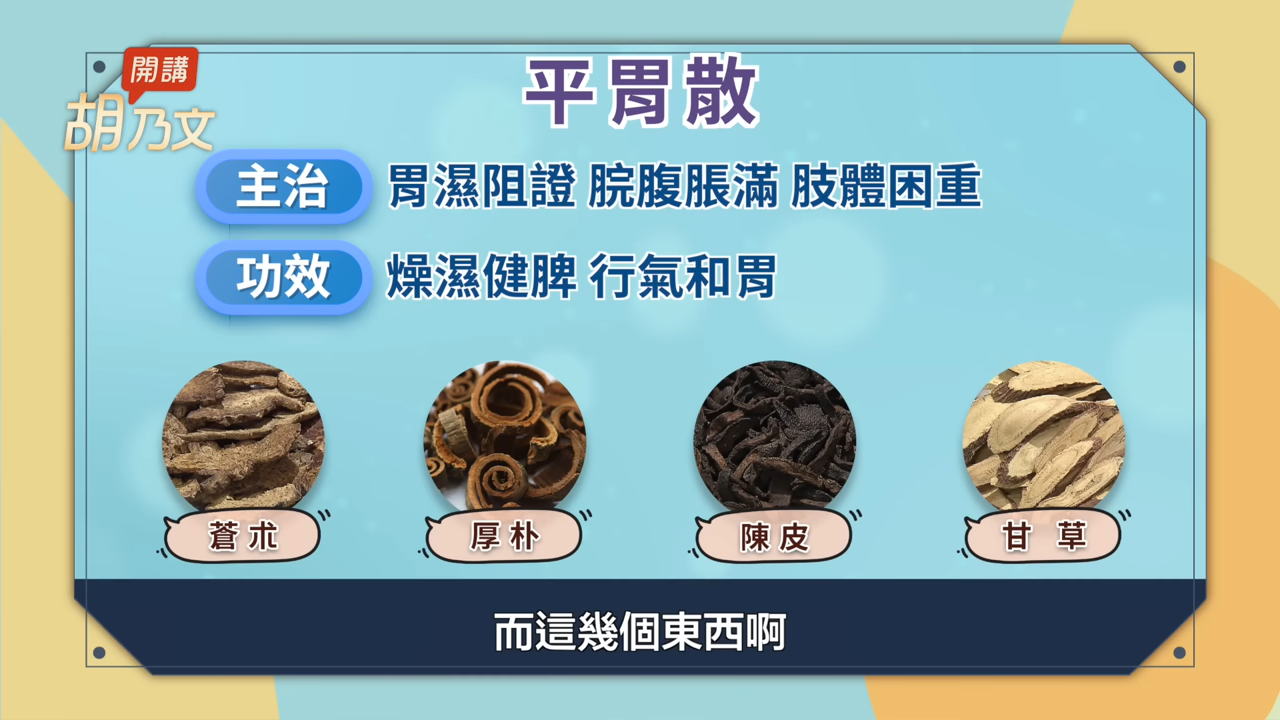 開講
胡乃文
平胃散
主治 胃濕阻證 脘腹脹滿 肢體困重
功效 燥濕健脾 行氣和胃
蒼朮 厚朴 陳皮 甘草
而這幾個東西啊